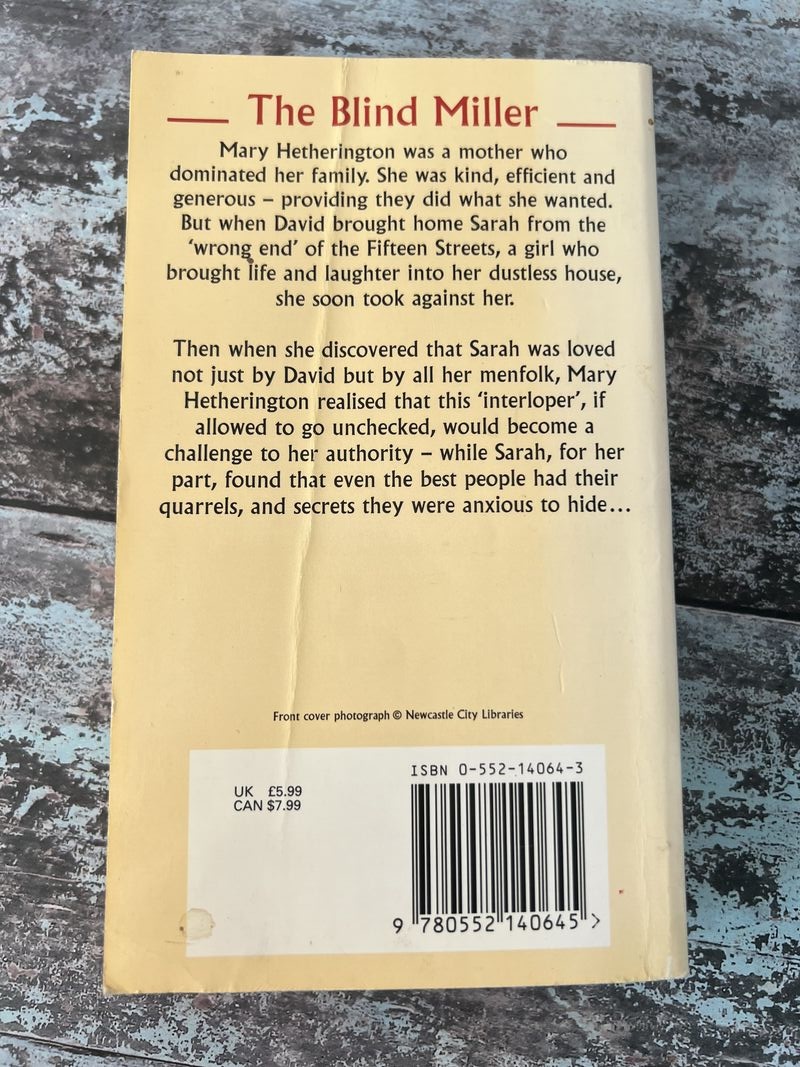 The Blind Miller
Mary Hetherington was a mother who
dominated her family. She was kind, efficient and
generous – providing they did what she wanted.
But when David brought home Sarah from the
‘wrong end’ of the Fifteen Streets, a girl who
brought life and laughter into her dustless house,
she soon took against her.
Then when she discovered that Sarah was loved
not just by David but by all her menfolk, Mary
Hetherington realised that this ‘interloper’, if
allowed to go unchecked, would become a
challenge to her authority – while Sarah, for her
part, found that even the best people had their
quarrels, and secrets they were anxious to hide...
Front cover photograph © Newcastle City Libraries
UK £5.99
CAN $7.99
ISBN 0-552-14064-3
9 780552 140645 >